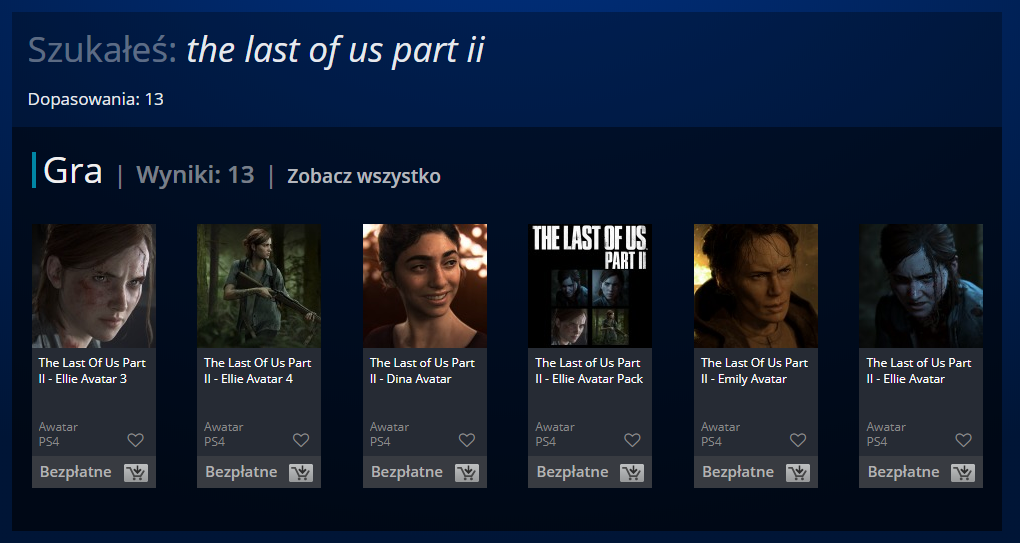 Szukałeś: the last of us part ii
Dopasowania: 13
Gra | Wyniki: 13 | Zobacz wszystko
THE LAST OF US
PART II
The Last Of Us Part
II - Ellie Avatar 3
Awatar
PS4
Bezpłatne
The Last Of Us Part
II - Ellie Avatar 4
Awatar
PS4
Bezpłatne
The Last of Us Part
II - Dina Avatar
Awatar
PS4
Bezpłatne
The Last of Us Part
II - Ellie Avatar Pack
Awatar
PS4
Bezpłatne
The Last Of Us Part
II - Emily Avatar
Awatar
PS4
Bezpłatne
The Last of Us Part
II - Ellie Avatar
Awatar
PS4
Bezpłatne